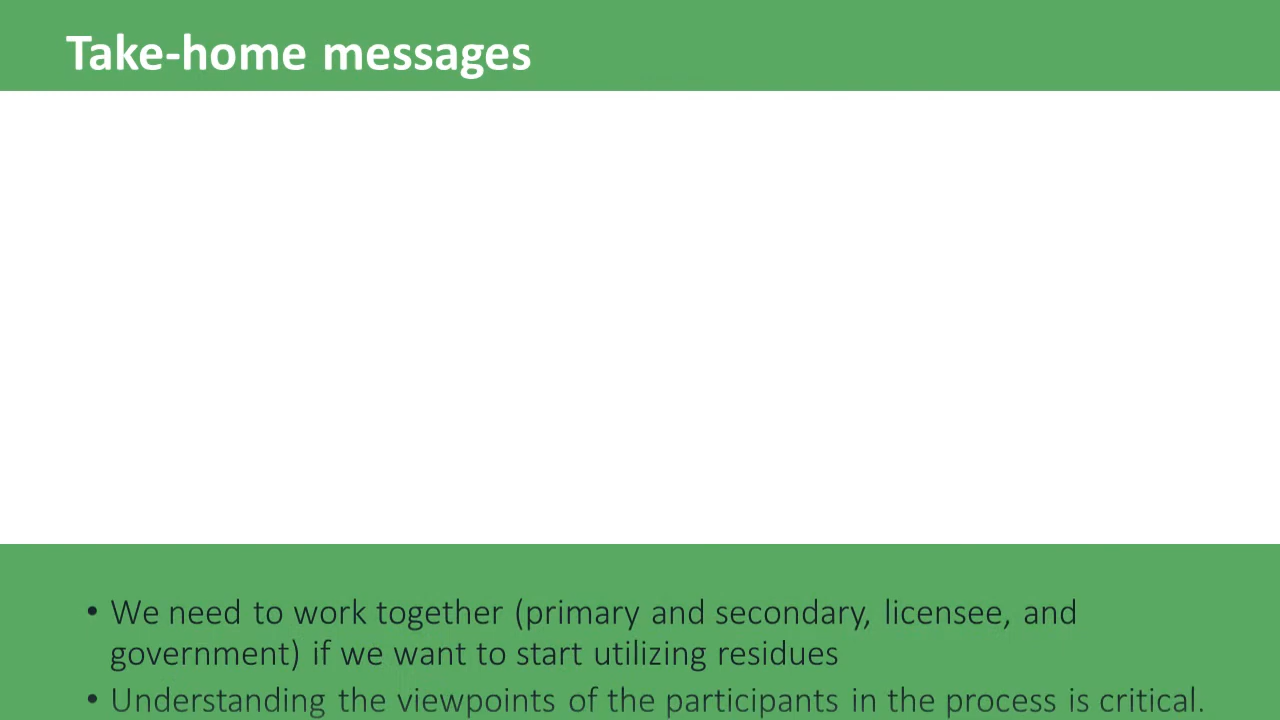 Take-home messages
• We need to work together (primary and secondary, licensee, and
government) if we want to start utilizing residues
• Understanding the viewpoints of the participants in the process is critical.